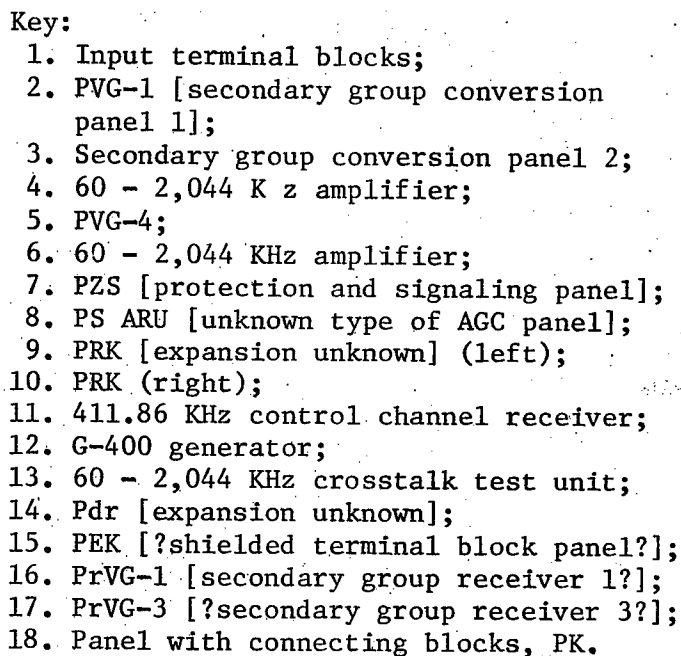 Key:
1. Input terminal blocks;
2. PVG-1 [secondary group conversion
panel 1];
3. Secondary group conversion panel 2;
4. 60 - 2,044 K z amplifier;
5. PVG-4;
6. 60 - 2,044 KHz amplifier;
7. PZS [protection and signaling panel];
8. PS ARU [unknown type of AGC panel];
9. PRK [expansion unknown] (left);
10. PRK (right);
11. 411.86 KHz control channel receiver;
12. G-400 generator;
13. 60 - 2,044 KHz crosstalk test unit;
14. Pdr [expansion unknown];
15. PEK [?shielded terminal block panel?];
16. PrVG-1 [secondary group receiver 1?];
17. PrVG-3 [?secondary group receiver 3?];
18. Panel with connecting blocks, PK.